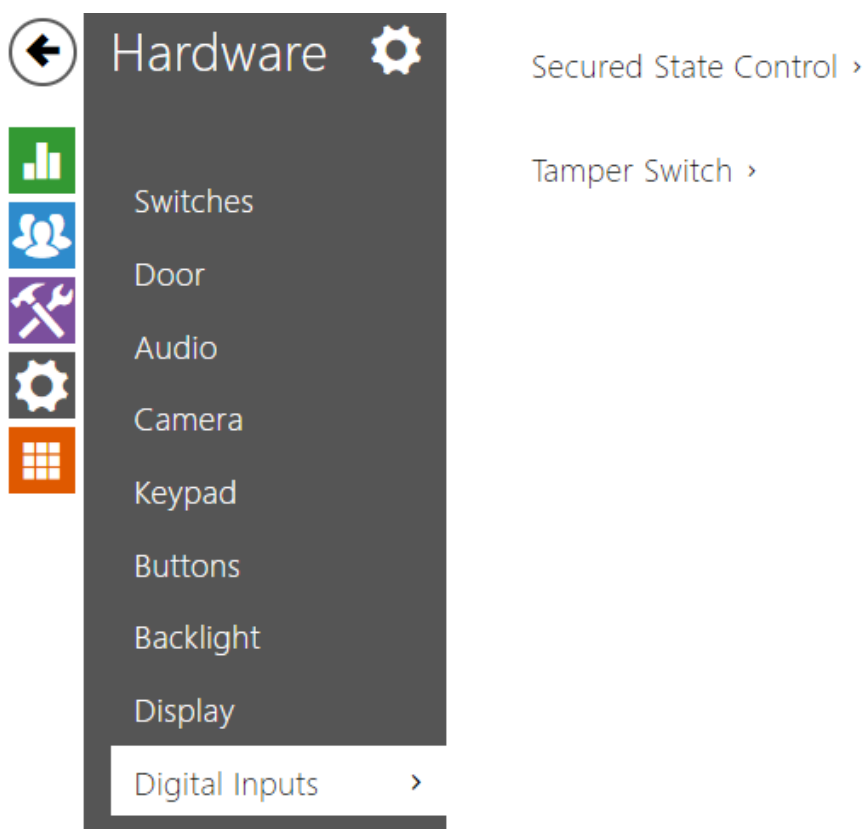 Hardware
Switches
Door
Audio
Camera
Keypad
Buttons
Backlight
Display
Digital Inputs ›
Secured State Control ›
Tamper Switch ›